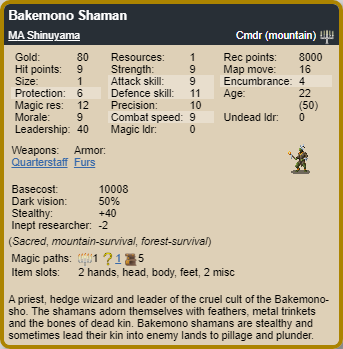 Bakemono Shaman
MA Shinuyama Cmdr (mountain)
Gold: 80 Resources: 1 Rec points: 8000
Hit points: 9 Strength: 9 Map move: 16
Size: 1 Attack skill: 9 Encumbrance: 4
Protection: 6 Defence skill: 11 Age: 22
Magic res: 12 Precision: 10 (50)
Morale: 9 Combat speed: 9 Undead ldr: 0
Leadership: 40 Magic ldr: 0
Weapons: Armor:
Quarterstaff Furs
Basecost: 10008
Dark vision: 50%
Stealthy: +40
Inept researcher: -2
(Sacred, mountain-survival, forest-survival)
Magic paths: 1 ? 1 5
Item slots: 2 hands, head, body, feet, 2 misc
A priest, hedge wizard and leader of the cruel cult of the Bakemono-
sho. The shamans adorn themselves with feathers, metal trinkets
and the bones of dead kin. Bakemono shamans are stealthy and
sometimes lead their kin into enemy lands to pillage and plunder.